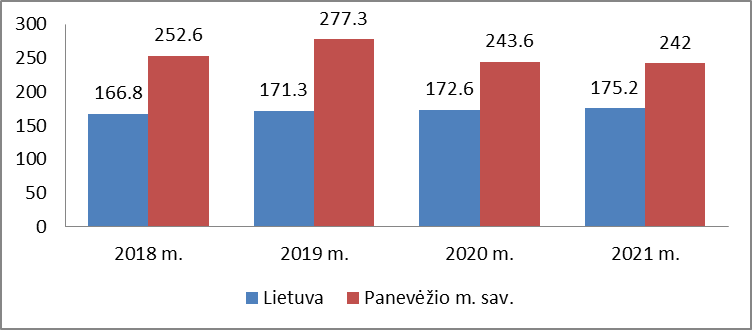 300
250
200
150
100
50
0
166.8
252.6
171.3
277.3
172.6
243.6
175.2
242
2018 m.
2019 m.
2020 m.
2021 m.
Lietuva
Panevėžio m. sav.